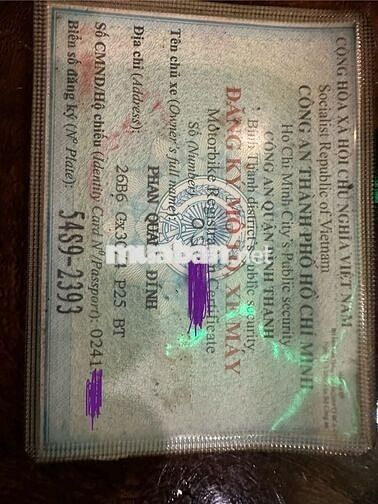 CỘNG HÒA XÃ HỘI CHỦ NGHĨA VIỆT NAM
Socialist Republic of Vietnam
CÔNG AN THÀNH PHỐ HỒ CHÍ MINH
Ho Chi Minh City's Public security
CÔNG AN QUẬN BÌNH THẠNH
Binh Thanh district's Public security
ĐĂNG KÝ MÔ TÔ, XE MÁY
Motorbike Registration Certificate
Số (Number):
Tên chủ xe (Owner's full name):
PHAN ĐÌNH
Địa chỉ (Address):
P25 BT
Số CMND/Hộ chiếu (Identity Card Nº/Passport): 0241
Biển số đăng ký (Nº Plate): 54S9-2393
muaban.net